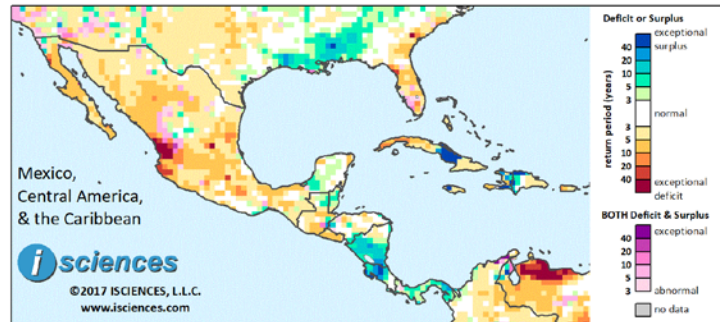 Mexico,
Central America,
& the Caribbean
isciences
©2017 ISCIENCES, L.L.C.
www.isciences.com
Deficit or Surplus
exceptional
surplus
40
20
10
5
3
normal
3
5
10
20
40
exceptional
deficit
return period (years)
BOTH Deficit & Surplus
exceptional
40
20
10
5
3
abnormal
no data